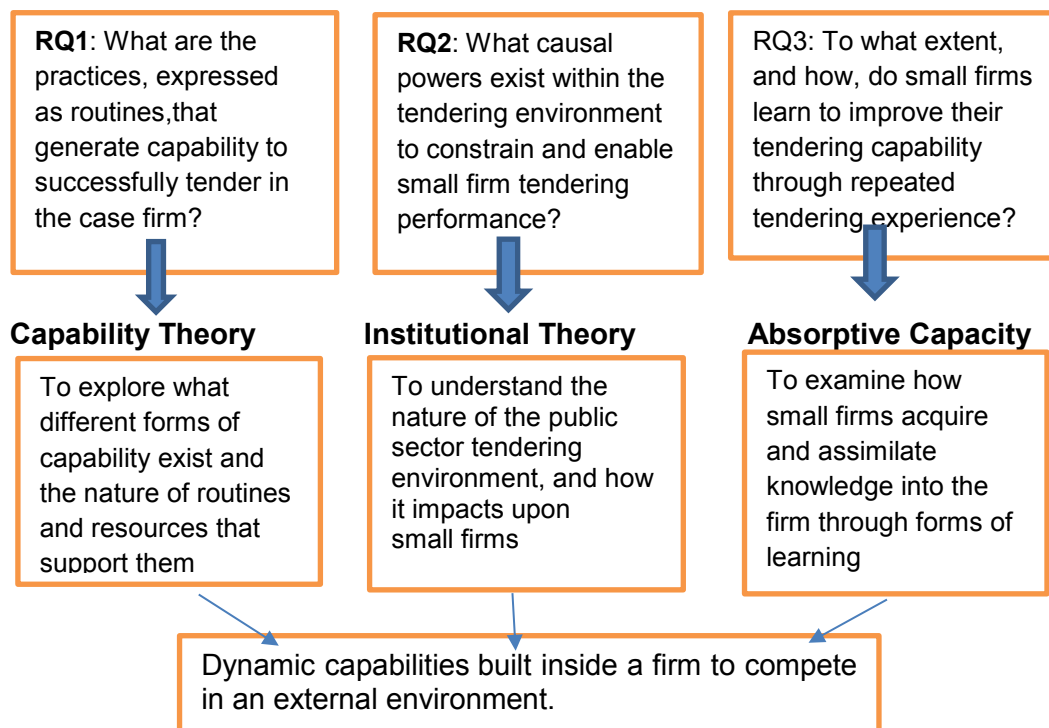 RQ1: What are the
practices, expressed
as routines,that
generate capability to
successfully tender in
the case firm?
RQ2: What causal
powers exist within the
tendering environment
to constrain and enable
small firm tendering
performance?
RQ3: To what extent,
and how, do small firms
learn to improve their
tendering capability
through repeated
tendering experience?
Capability Theory
Institutional Theory
Absorptive Capacity
To explore what
different forms of
capability exist and
the nature of routines
and resources that
support them
To understand the
nature of the public
sector tendering
environment, and how
it impacts upon
small firms
To examine how
small firms acquire
and assimilate
knowledge into the
firm through forms of
learning
Dynamic capabilities built inside a firm to compete
in an external environment.